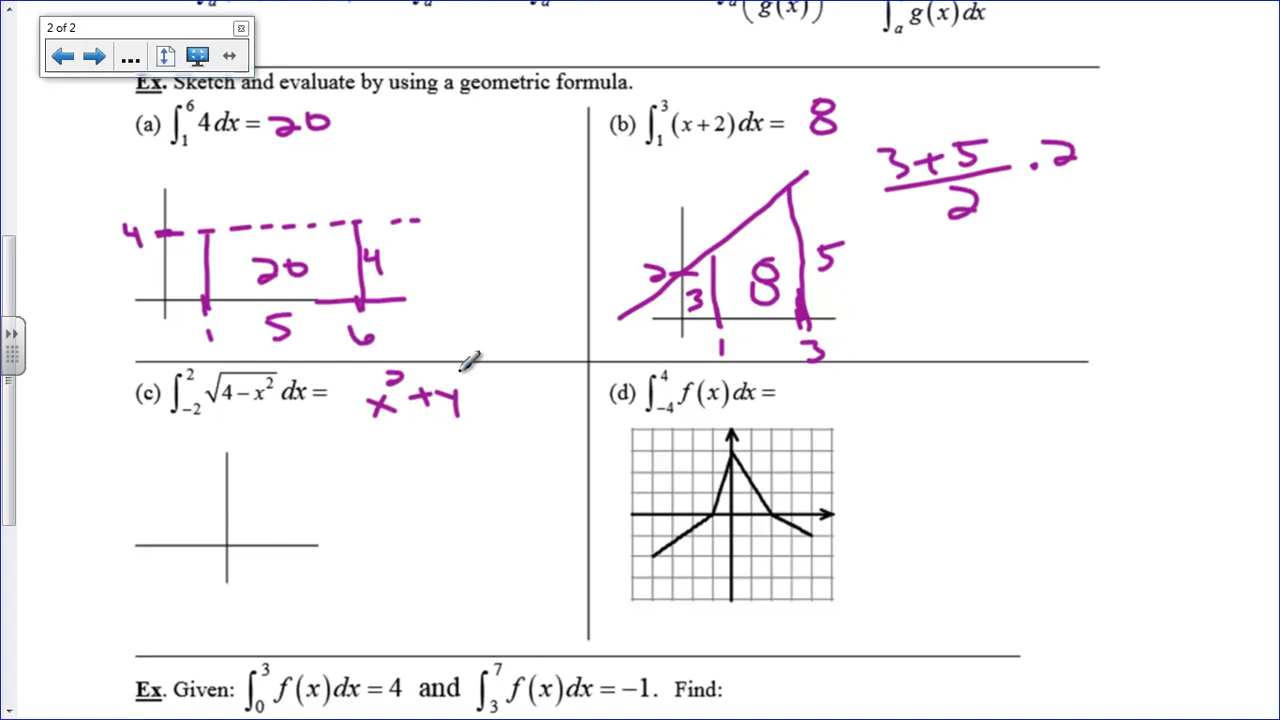 ∫ₐ ( g(x) )   ∫ₐ g(x)dx
2 of 2
...
Ex. Sketch and evaluate by using a geometric formula.
(a) ∫₁⁶ 4 dx = 20
4
20
4
1 5 6
(b) ∫₁³ (x+2) dx = 8
3+5
2
. 2
2
3
8
5
1 3
(c) ∫₋₂² √(4−x²) dx = x² + y
(d) ∫₋₄⁴ f(x) dx =
Ex. Given: ∫₀³ f(x)dx = 4 and ∫₃⁷ f(x)dx = −1. Find: